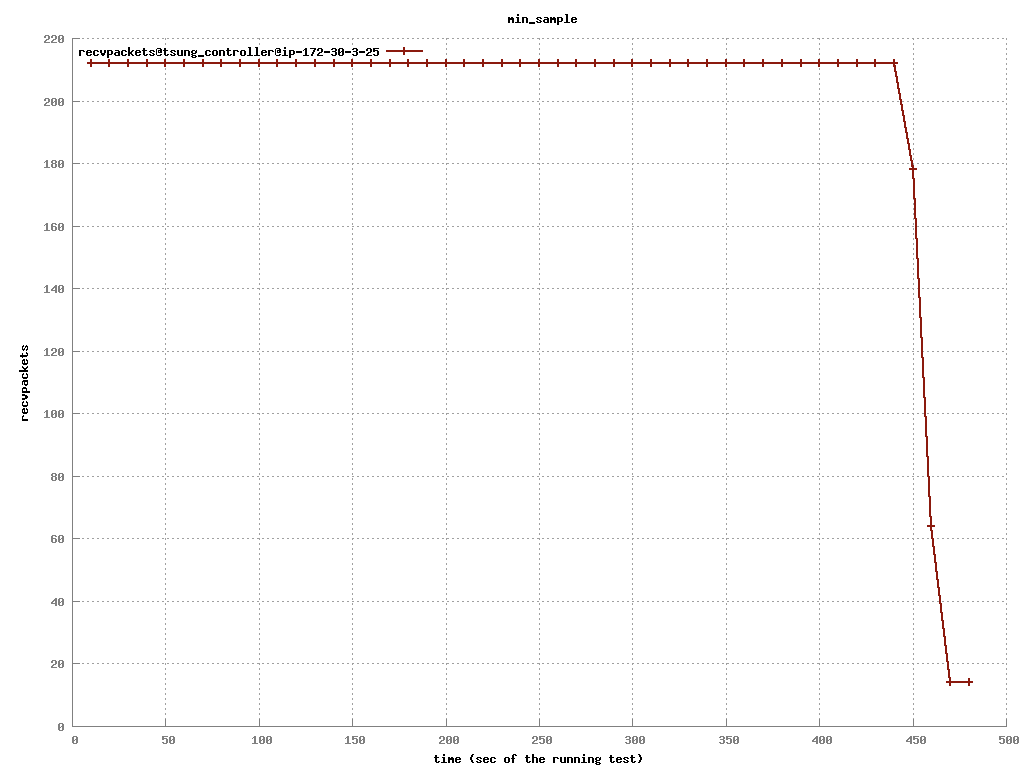 min_sample
recvpackets@tsung_controller@ip-172-30-3-25
220
200
180
160
140
120
100
80
60
40
20
0
recvpackets
0 50 100 150 200 250 300 350 400 450 500
time (sec of the running test)